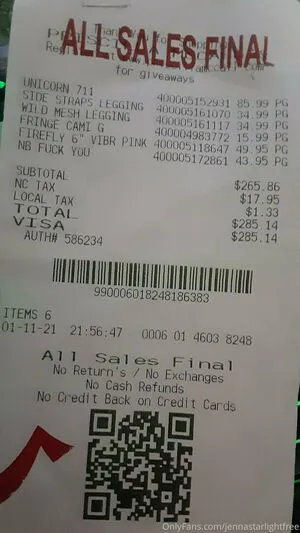 ALL SALES FINAL
for giveaways
UNICORN 711 400005152931 85.99 PG
SIDE STRAPS LEGGING 400005161070 34.99 PG
WILD MESH LEGGING 400005161117 34.99 PG
FRINGE CAMI G 400004983772 15.99 PG
FIREFLY 6" VIBR PINK 400005118647 49.95 PG
NB FUCK YOU 400005172861 43.95 PG
SUBTOTAL $265.86
NC TAX $17.95
LOCAL TAX $1.33
TOTAL $285.14
VISA $285.14
AUTH# 586234
990006018248186383
ITEMS 6
01-11-21 21:56:47 0006 01 4603 8248
All Sales Final
No Return's / No Exchanges
No Cash Refunds
No Credit Back on Credit Cards
OnlyFans.com/jennastarlightfree